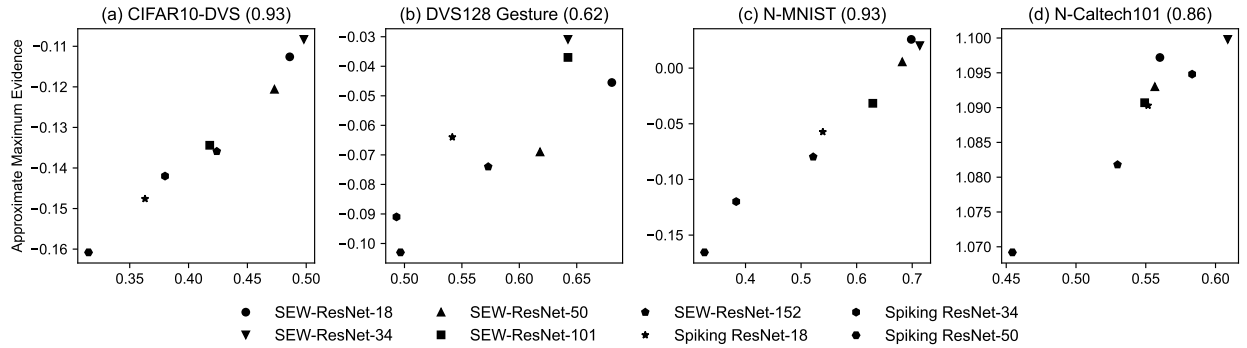 (a) CIFAR10-DVS (0.93)
(b) DVS128 Gesture (0.62)
(c) N-MNIST (0.93)
(d) N-Caltech101 (0.86)
Approximate Maximum Evidence
−0.11
−0.12
−0.13
−0.14
−0.15
−0.16
0.35 0.40 0.45 0.50
−0.03
−0.04
−0.05
−0.06
−0.07
−0.08
−0.09
−0.10
0.50 0.55 0.60 0.65
0.00
−0.05
−0.10
−0.15
0.4 0.5 0.6 0.7
1.100
1.095
1.090
1.085
1.080
1.075
1.070
0.45 0.50 0.55 0.60
SEW-ResNet-18 SEW-ResNet-50 SEW-ResNet-152 Spiking ResNet-34
SEW-ResNet-34 SEW-ResNet-101 Spiking ResNet-18 Spiking ResNet-50